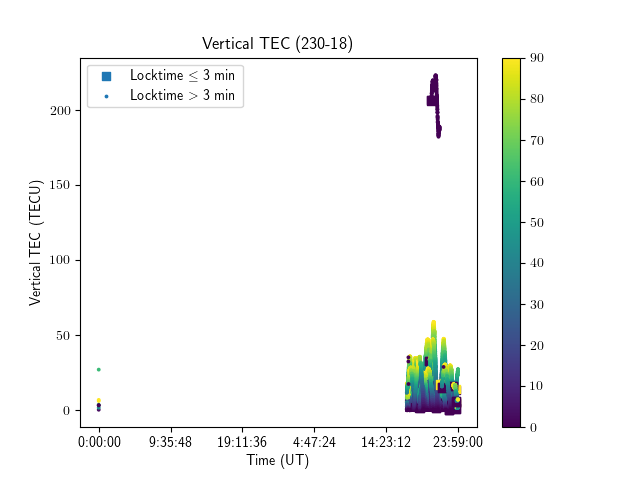 Vertical TEC (230-18)
Locktime ≤ 3 min
Locktime > 3 min
Vertical TEC (TECU)
200
150
100
50
0
0:00:00 9:35:48 19:11:36 4:47:24 14:23:12 23:59:00
Time (UT)
90
80
70
60
50
40
30
20
10
0